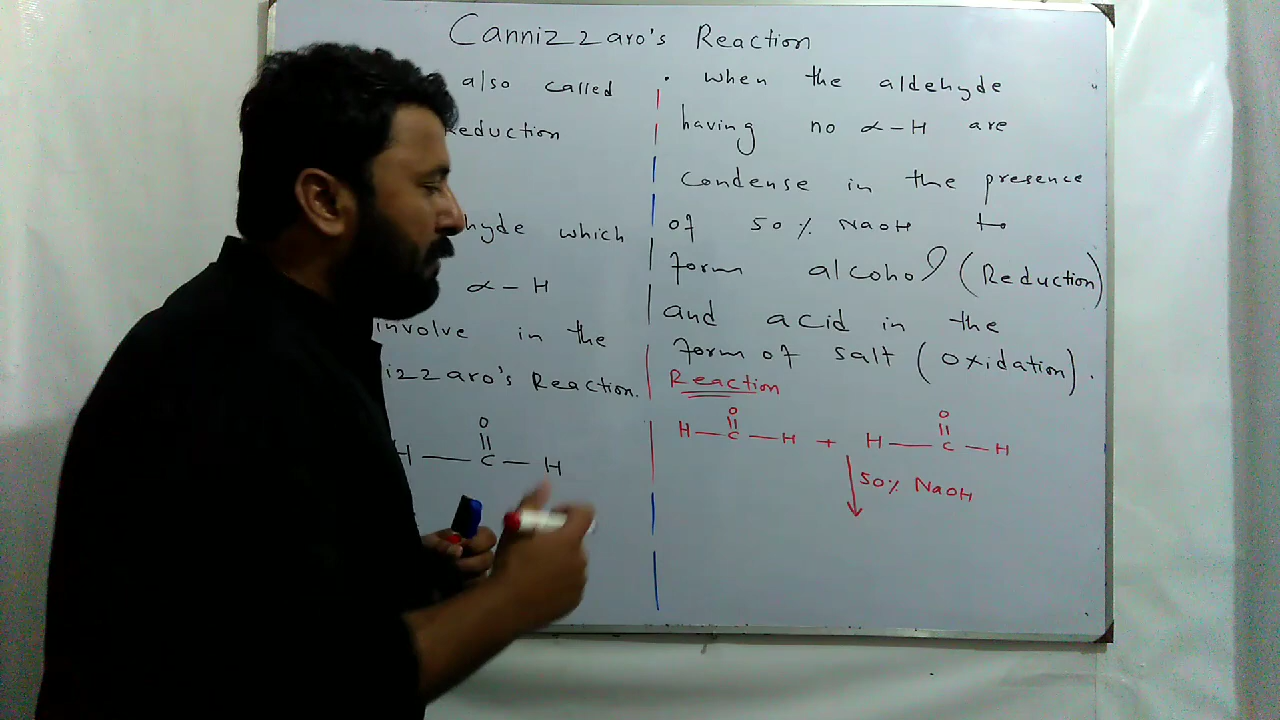 Cannizzaro's Reaction
also called
Reduction
hyde which
α-H
involve in the
izzaro's Reaction.
O
||
H — C — H
. when the aldehyde
having no α-H are
condense in the presence
of 50% NaOH to
form alcohol (Reduction)
and acid in the
form of salt (Oxidation).
Reaction
O O
|| ||
H — C — H + H — C — H
50% NaOH